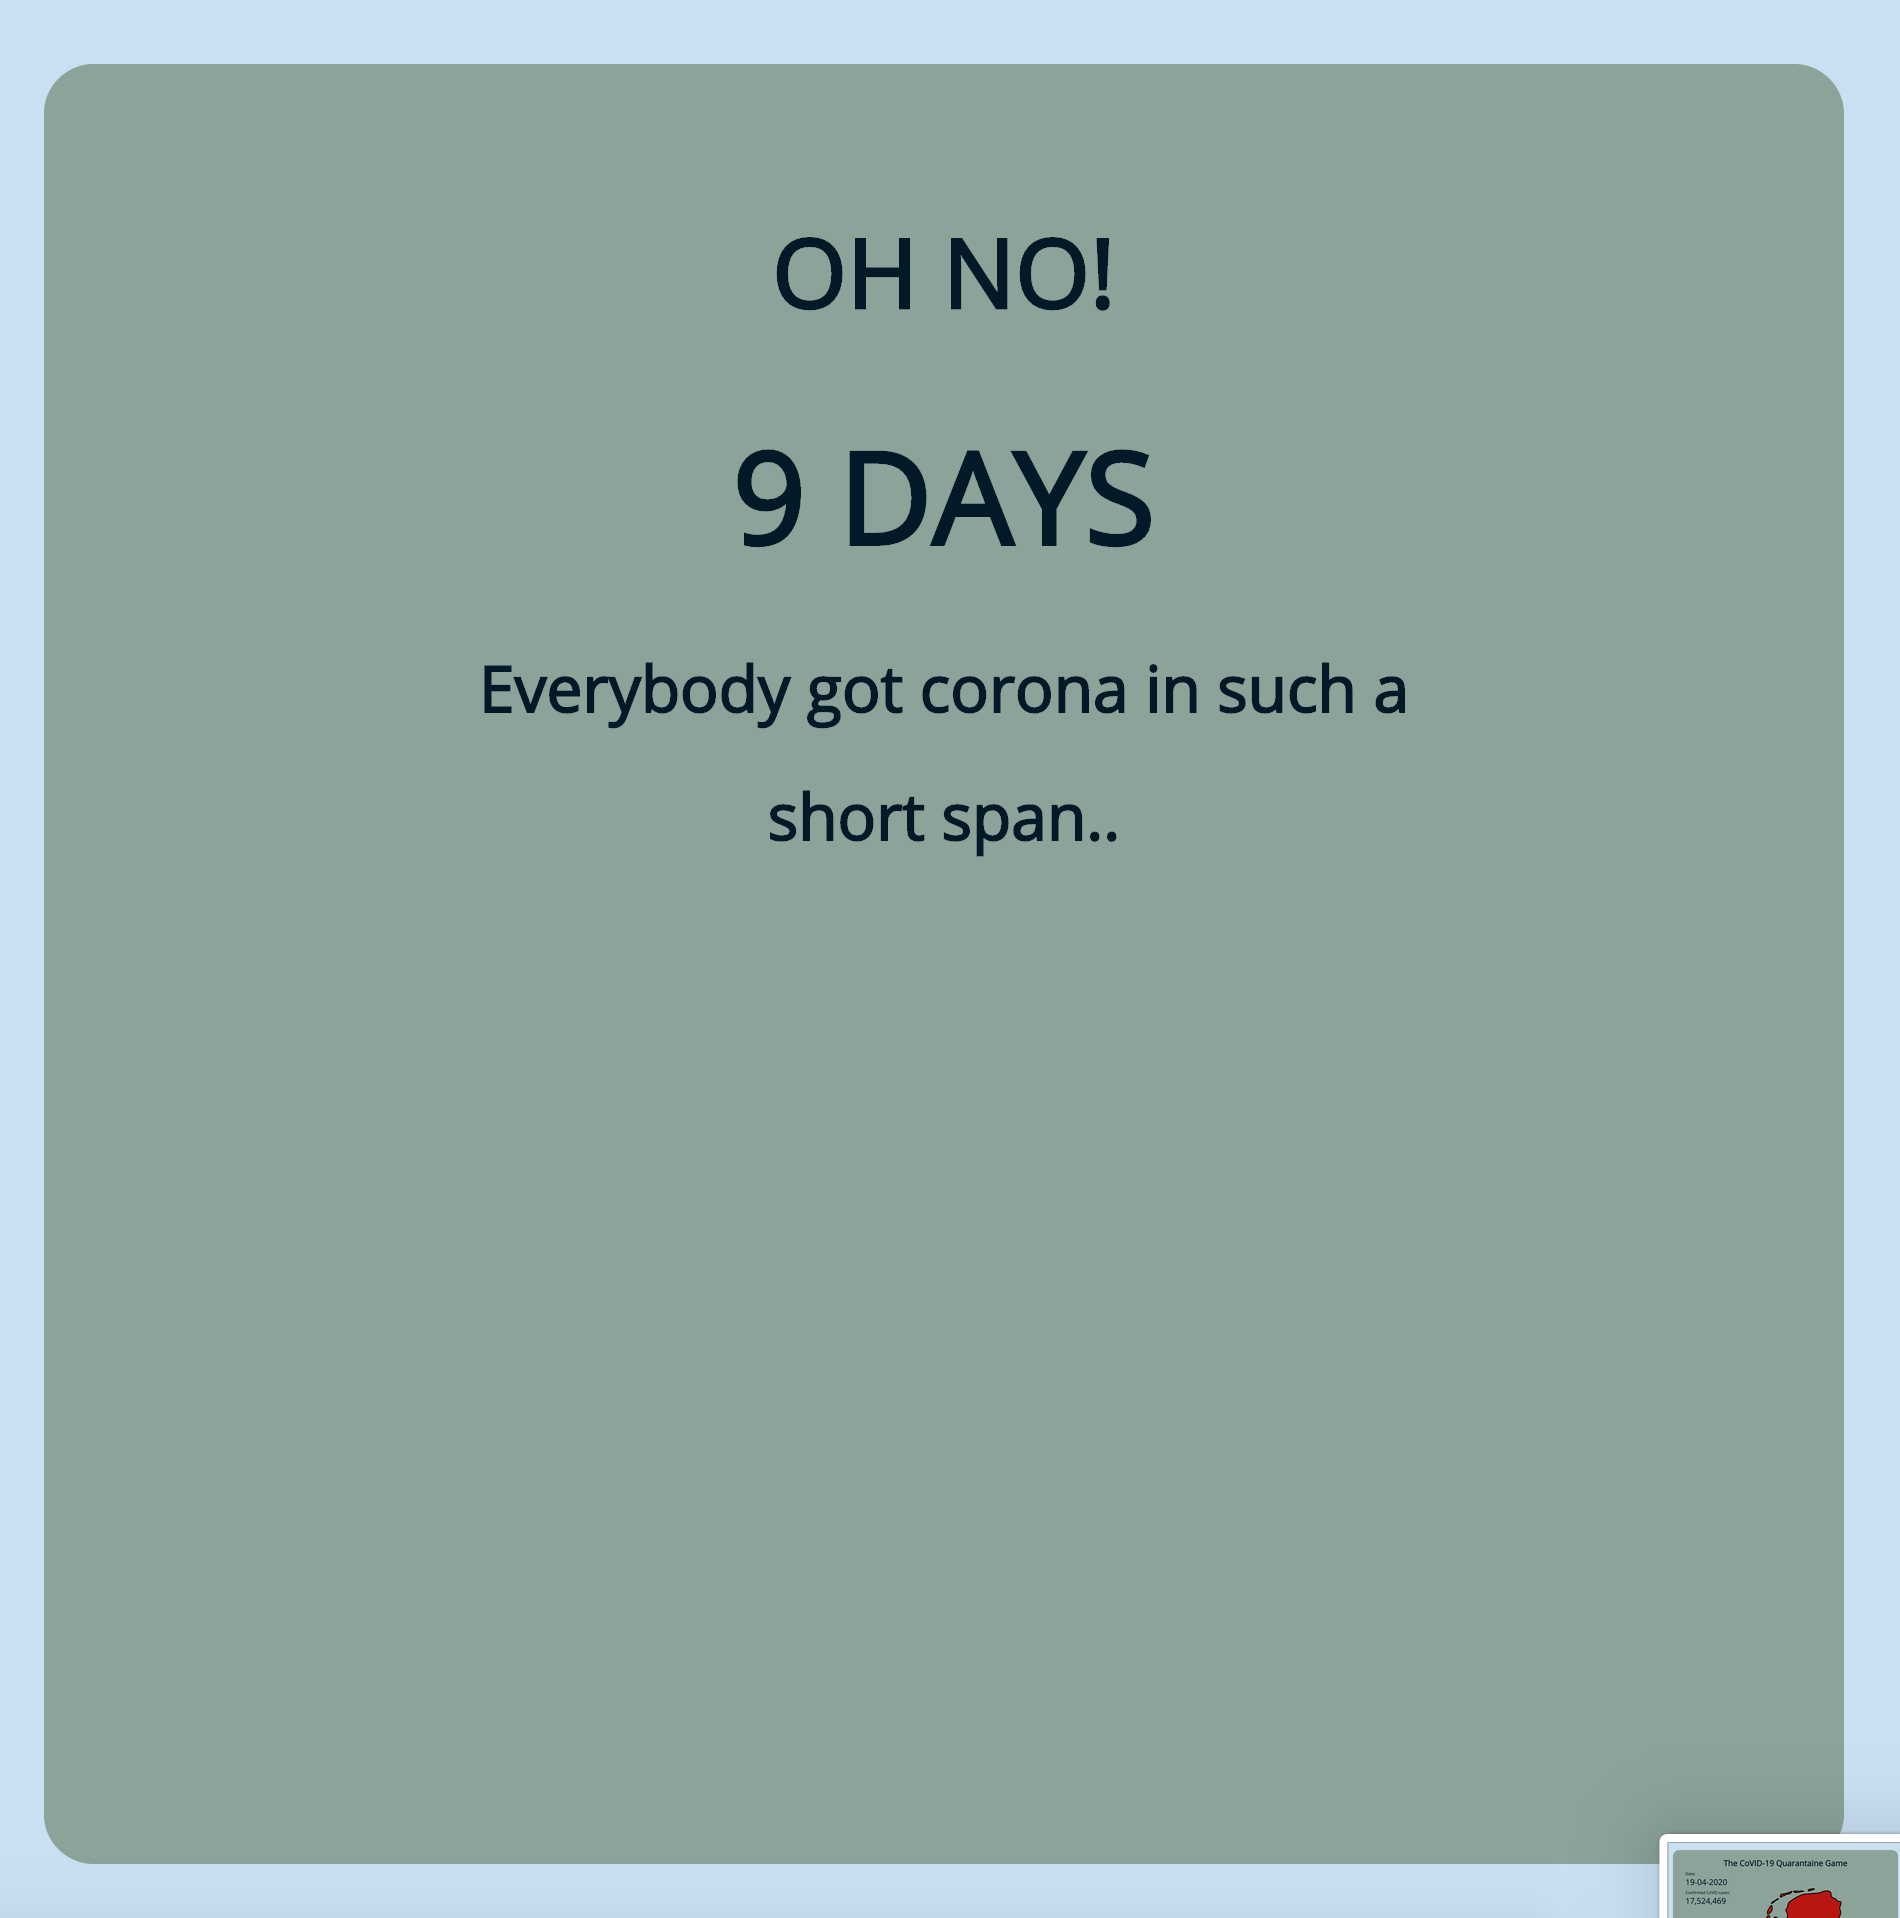 OH NO!
9 DAYS
Everybody got corona in such a
short span..
The CoVID-19 Quarantaine Game
Date:
19-04-2020
Confirmed CoVID cases:
17,524,469